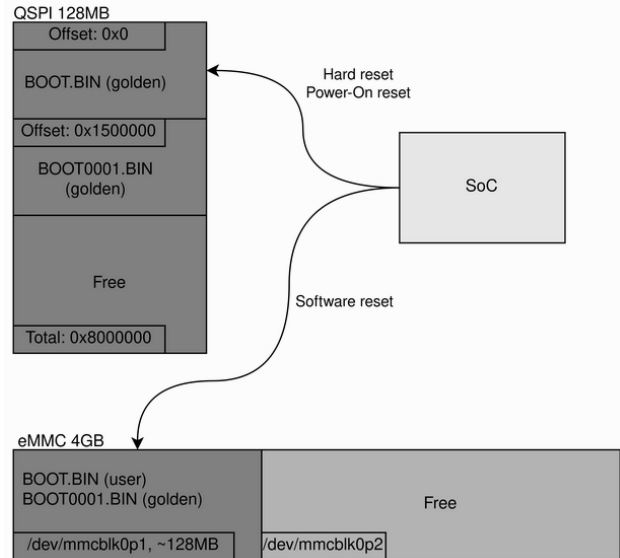 QSPI 128MB
Offset: 0x0
BOOT.BIN (golden)
Offset: 0x1500000
BOOT0001.BIN
(golden)
Free
Total: 0x8000000
Hard reset
Power-On reset
SoC
Software reset
eMMC 4GB
BOOT.BIN (user)
BOOT0001.BIN (golden)
/dev/mmcblk0p1, ~128MB
Free
/dev/mmcblk0p2